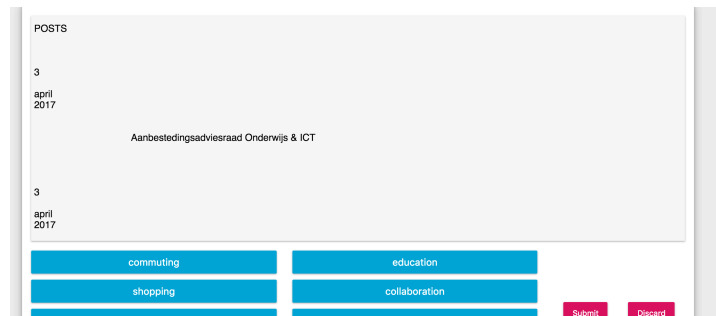 POSTS
3
april
2017
Aanbestedingsadviesraad Onderwijs & ICT
3
april
2017
commuting
education
shopping
collaboration
Submit
Discard